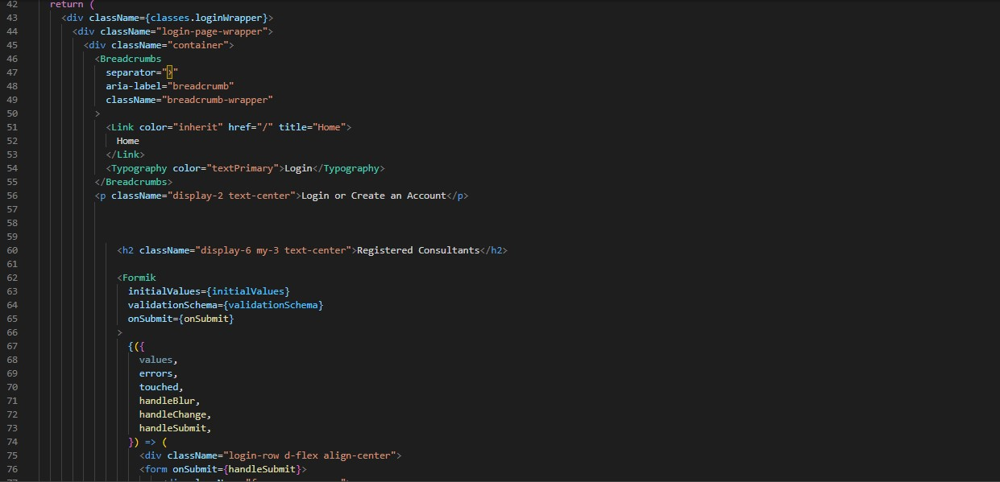 42 return (
43 <div className={classes.loginWrapper}>
44 <div className="login-page-wrapper">
45 <div className="container">
46 <Breadcrumbs
47 separator="›"
48 aria-label="breadcrumb"
49 className="breadcrumb-wrapper"
50 >
51 <Link color="inherit" href="/" title="Home">
52 Home
53 </Link>
54 <Typography color="textPrimary">Login</Typography>
55 </Breadcrumbs>
56 <p className="display-2 text-center">Login or Create an Account</p>
57
58
59
60 <h2 className="display-6 my-3 text-center">Registered Consultants</h2>
61
62 <Formik
63 initialValues={initialValues}
64 validationSchema={validationSchema}
65 onSubmit={onSubmit}
66 >
67 {({
68 values,
69 errors,
70 touched,
71 handleBlur,
72 handleChange,
73 handleSubmit,
74 }) => (
75 <div className="login-row d-flex align-center">
76 <form onSubmit={handleSubmit}>